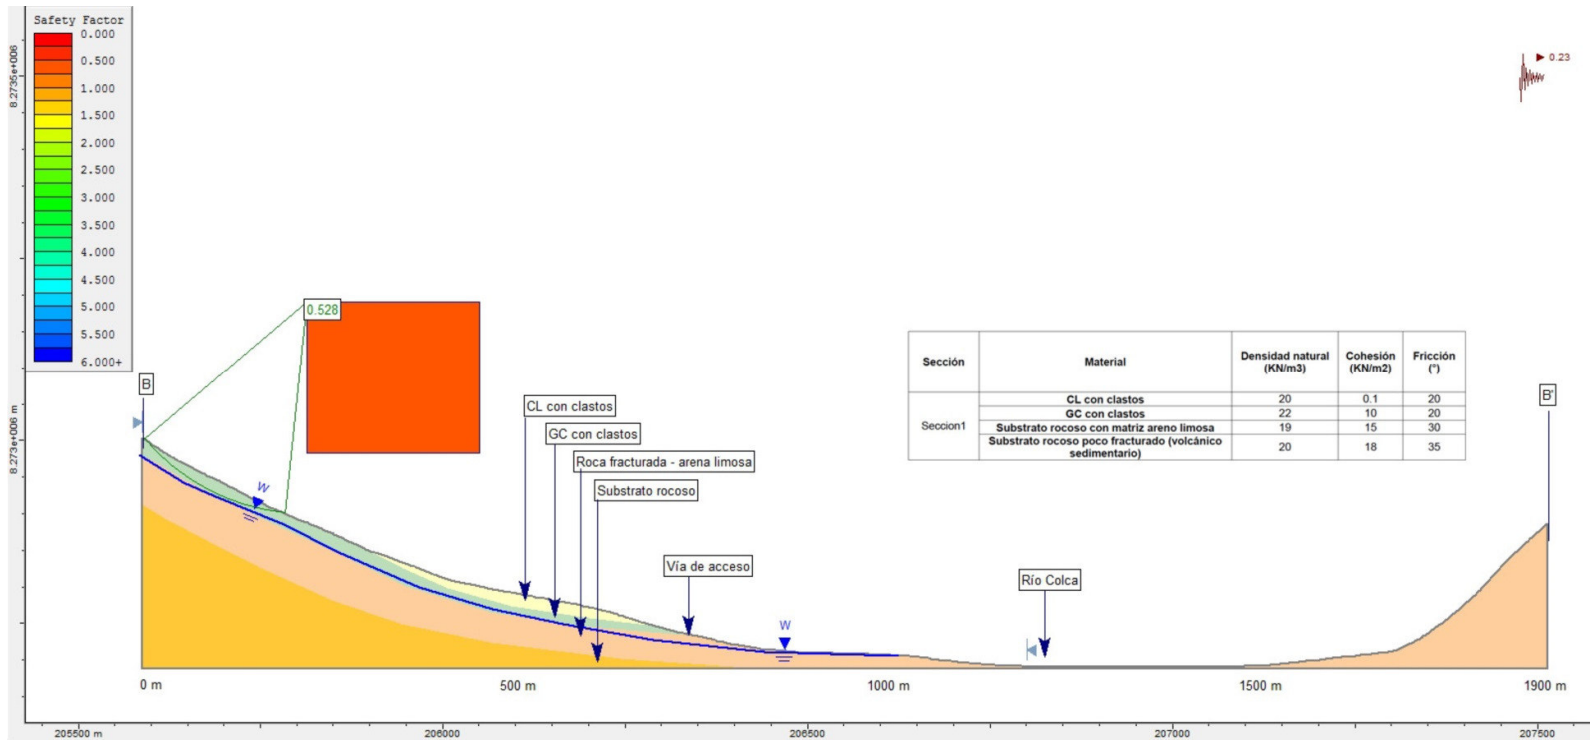 Safety Factor
0.000
0.500
1.000
1.500
2.000
2.500
3.000
3.500
4.000
4.500
5.000
5.500
6.000+
8.2735e+006
8.273e+006 m
0.23
0.528
B
B'
W
CL con clastos
GC con clastos
Roca fracturada - arena limosa
Substrato rocoso
Vía de acceso
W
Río Colca
Sección Material Densidad natural (KN/m3) Cohesión (KN/m2) Fricción (°)
Seccion1
CL con clastos 20 0.1 20
GC con clastos 22 10 20
Substrato rocoso con matriz areno limosa 19 15 30
Substrato rocoso poco fracturado (volcánico sedimentario) 20 18 35
0 m 500 m 1000 m 1500 m 1900 m
205500 m 206000 206500 207000 207500